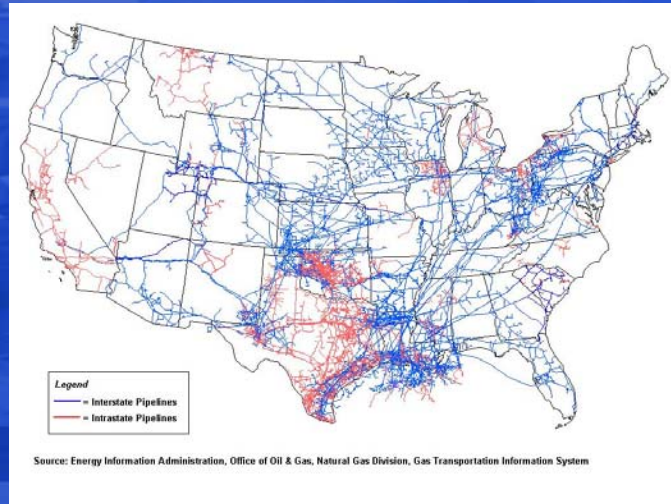 Legend
= Interstate Pipelines
= Intrastate Pipelines
Source: Energy Information Administration, Office of Oil & Gas, Natural Gas Division, Gas Transportation Information System